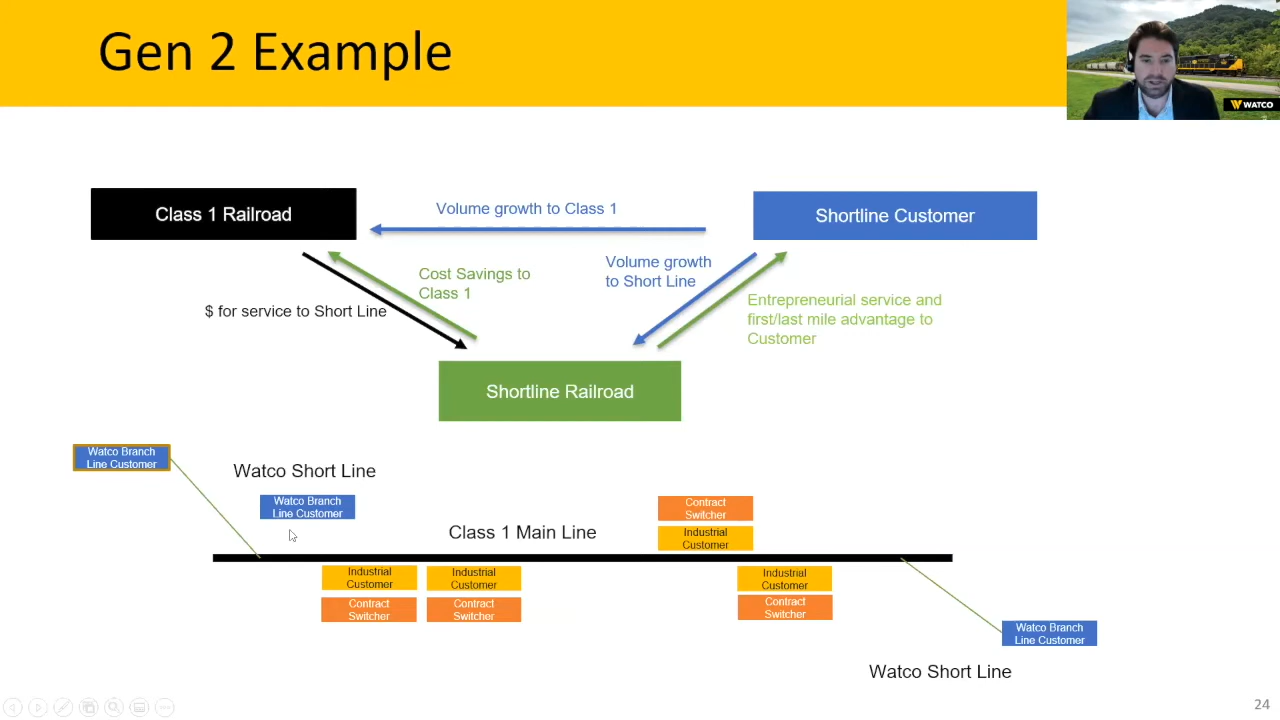 Gen 2 Example
WATCO
Class 1 Railroad
Volume growth to Class 1
Shortline Customer
Cost Savings to
Class 1
Volume growth
to Short Line
$ for service to Short Line
Entrepreneurial service and
first/last mile advantage to
Customer
Shortline Railroad
Watco Branch
Line Customer
Watco Short Line
Watco Branch
Line Customer
Class 1 Main Line
Contract
Switcher
Industrial
Customer
Industrial
Customer
Industrial
Customer
Industrial
Customer
Contract
Switcher
Contract
Switcher
Contract
Switcher
Watco Branch
Line Customer
Watco Short Line
24